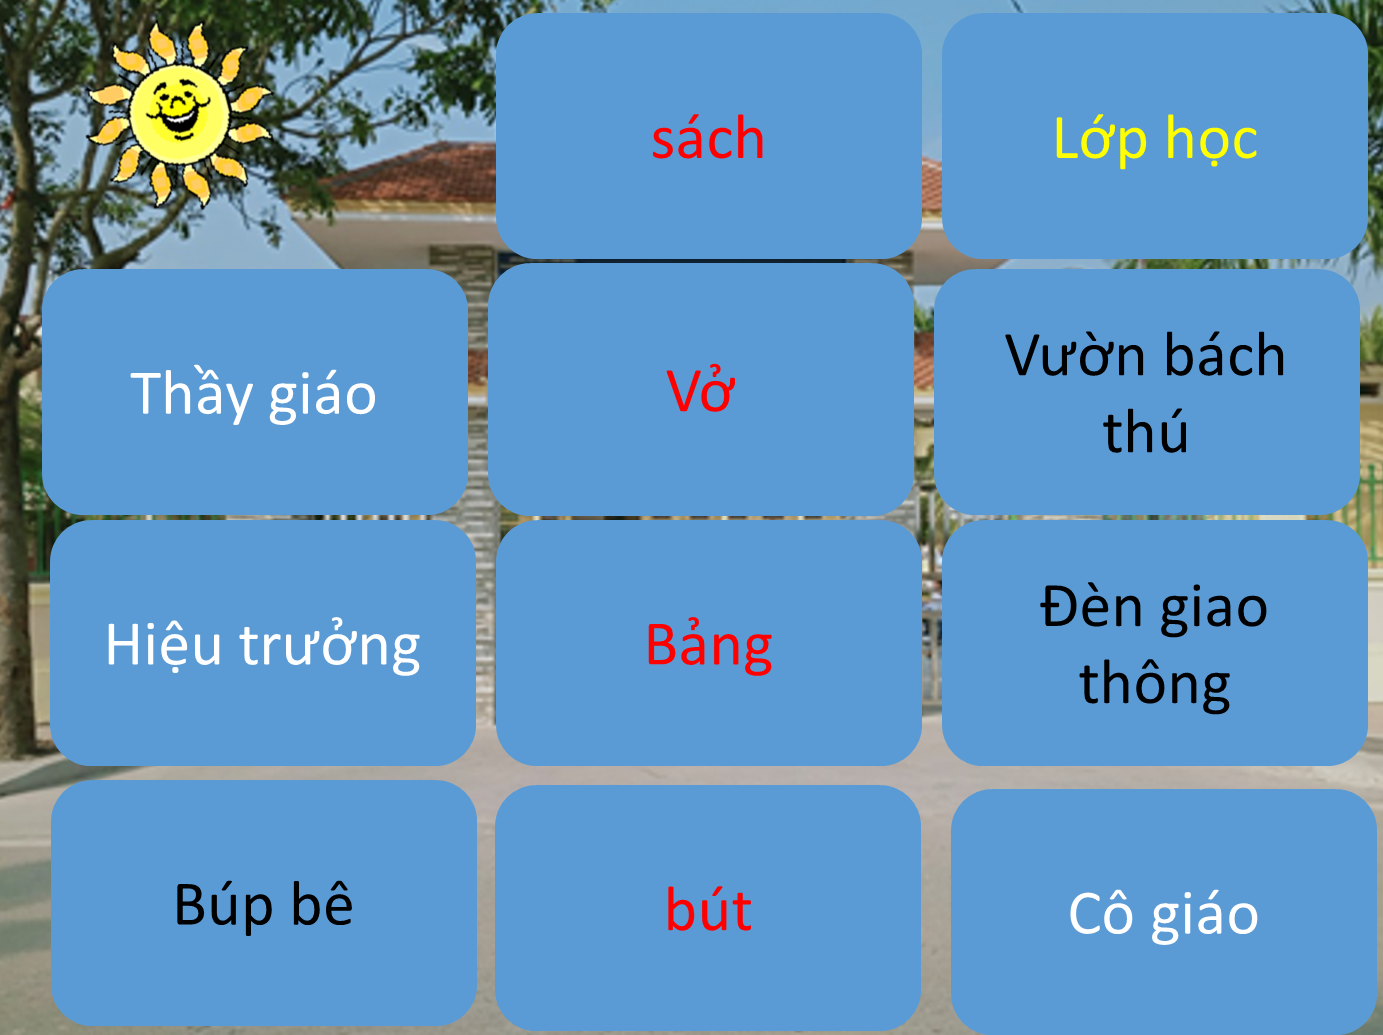 sách
Lớp học
Thầy giáo
Vở
Vườn bách
thú
Hiệu trưởng
Bảng
Đèn giao
thông
Búp bê
bút
Cô giáo